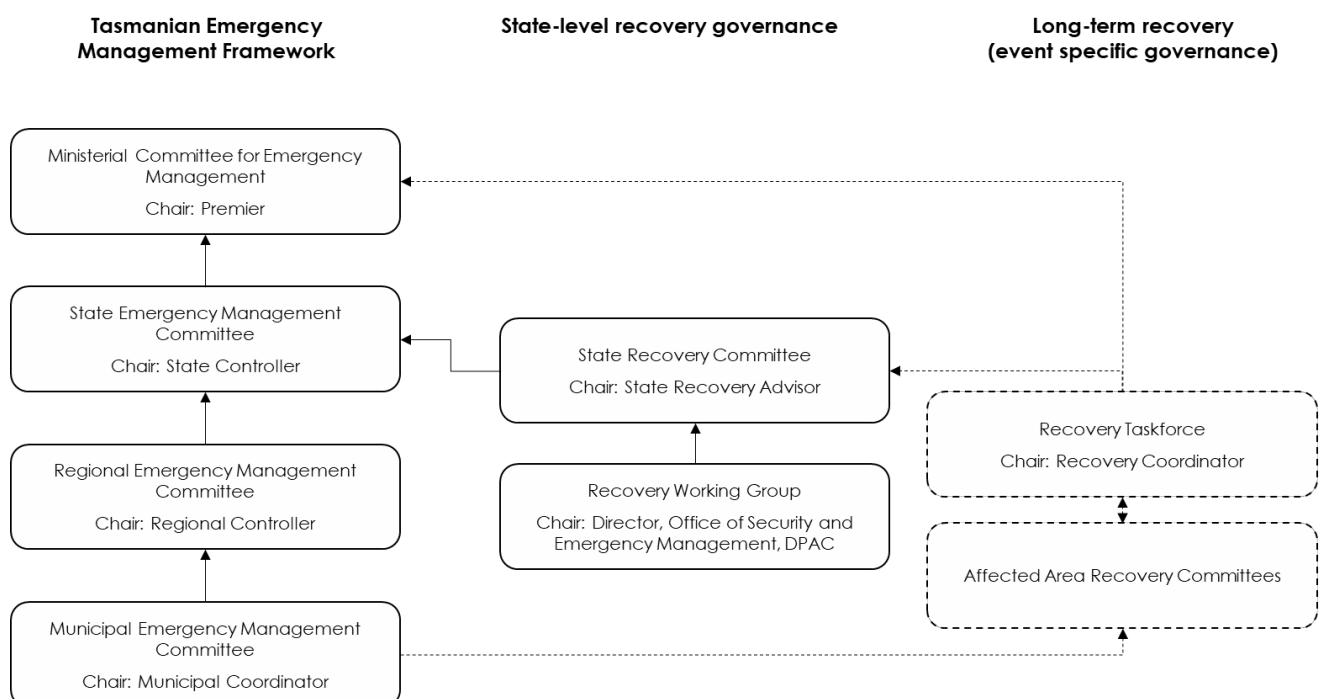 Tasmanian Emergency
Management Framework
State-level recovery governance
Long-term recovery
(event specific governance)
Ministerial Committee for Emergency
Management
Chair: Premier
State Emergency Management
Committee
Chair: State Controller
State Recovery Committee
Chair: State Recovery Advisor
Recovery Taskforce
Chair: Recovery Coordinator
Regional Emergency Management
Committee
Chair: Regional Controller
Recovery Working Group
Chair: Director, Office of Security and
Emergency Management, DPAC
Affected Area Recovery Committees
Municipal Emergency Management
Committee
Chair: Municipal Coordinator